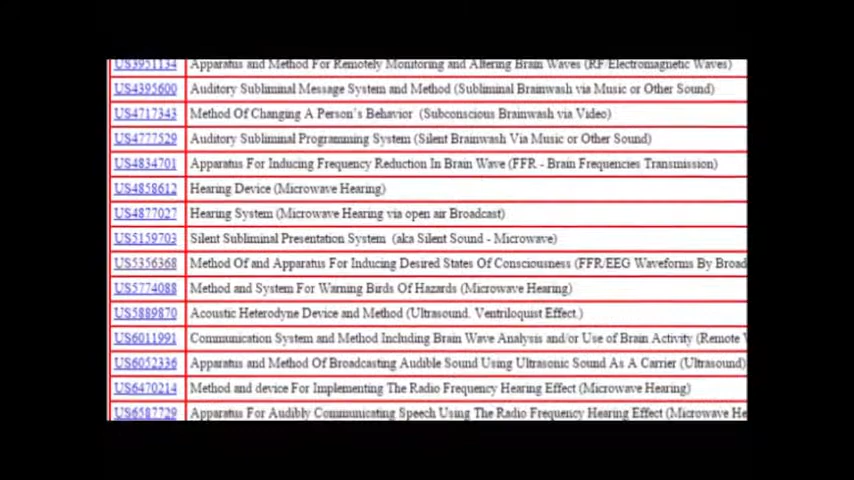 US3951134 Apparatus and Method For Remotely Monitoring and Altering Brain Waves (RF/Electromagnetic Waves)
US4395600 Auditory Subliminal Message System and Method (Subliminal Brainwash via Music or Other Sound)
US4717343 Method Of Changing A Person's Behavior (Subconscious Brainwash via Video)
US4777529 Auditory Subliminal Programming System (Silent Brainwash Via Music or Other Sound)
US4834701 Apparatus For Inducing Frequency Reduction In Brain Wave (FFR - Brain Frequencies Transmission)
US4858612 Hearing Device (Microwave Hearing)
US4877027 Hearing System (Microwave Hearing via open air Broadcast)
US5159703 Silent Subliminal Presentation System (aka Silent Sound - Microwave)
US5356368 Method Of and Apparatus For Inducing Desired States Of Consciousness (FFR/EEG Waveforms By Broad
US5774088 Method and System For Warning Birds Of Hazards (Microwave Hearing)
US5889870 Acoustic Heterodyne Device and Method (Ultrasound. Ventriloquist Effect.)
US6011991 Communication System and Method Including Brain Wave Analysis and/or Use of Brain Activity (Remote
US6052336 Apparatus and Method Of Broadcasting Audible Sound Using Ultrasonic Sound As A Carrier (Ultrasound)
US6470214 Method and device For Implementing The Radio Frequency Hearing Effect (Microwave Hearing)
US6587729 Apparatus For Audibly Communicating Speech Using The Radio Frequency Hearing Effect (Microwave He